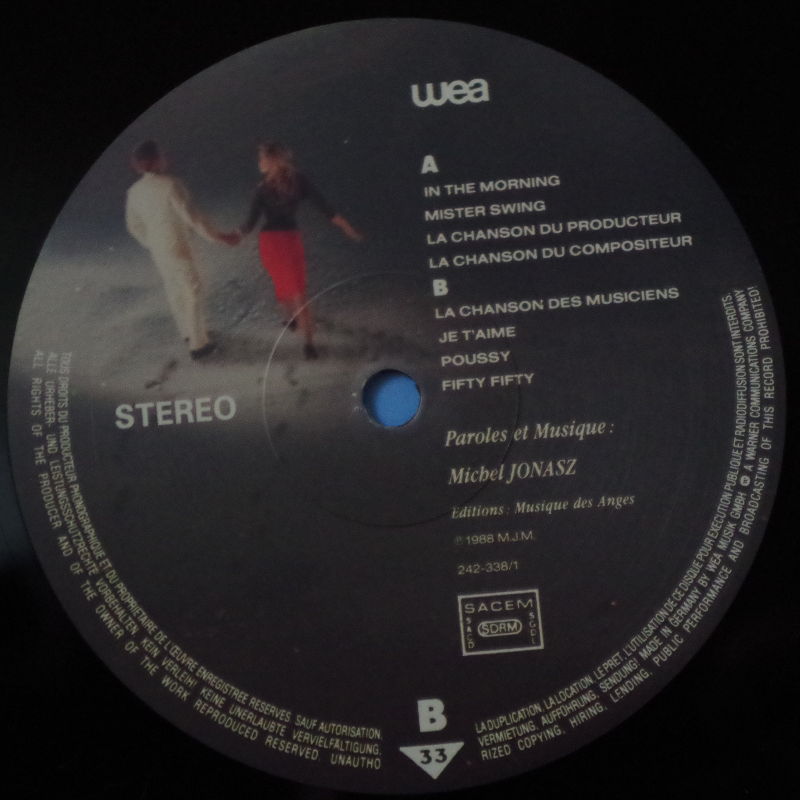 wea
A
IN THE MORNING
MISTER SWING
LA CHANSON DU PRODUCTEUR
LA CHANSON DU COMPOSITEUR
B
LA CHANSON DES MUSICIENS
JE T'AIME
POUSSY
FIFTY FIFTY
STEREO
Paroles et Musique :
Michel JONASZ
Editions : Musique des Anges
℗ 1988 M.J.M.
242-338/1
SACEM
SACD
SDRM
SGDL
B
33
TOUS DROITS DU PRODUCTEUR PHONOGRAPHIQUE ET DU PROPRIETAIRE DE L'ŒUVRE ENREGISTREE RESERVES SAUF AUTORISATION.
LA DUPLICATION, LA LOCATION, LE PRET, L'UTILISATION DE CE DISQUE POUR EXECUTION PUBLIQUE ET RADIODIFFUSION SONT INTERDITS.
ALLE URHEBER- UND LEISUNGSSCHUTZRECHTE VORBEHALTEN. KEIN VERLEIH! KEINE UNERLAUBTE VERVIELFÄLTIGUNG,
VERMIETUNG, AUFFÜHRUNG, SENDUNG! MADE IN GERMANY BY WEA MUSIK GMBH A WARNER COMMUNICATIONS COMPANY
ALL RIGHTS OF THE PRODUCER AND OF THE OWNER OF THE WORK REPRODUCED RESERVED. UNAUTHO
RIZED COPYING, HIRING, LENDING, PUBLIC PERFORMANCE AND BROADCASTING OF THIS RECORD PROHIBITED!